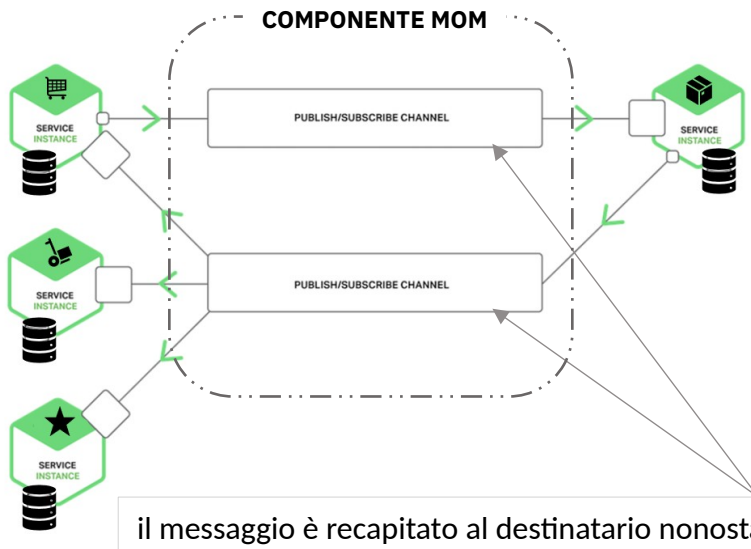 COMPONENTE MOM
PUBLISH/SUBSCRIBE CHANNEL
SERVICE
INSTANCE
SERVICE
INSTANCE
PUBLISH/SUBSCRIBE CHANNEL
SERVICE
INSTANCE
SERVICE
INSTANCE
il messaggio è recapitato al destinatario